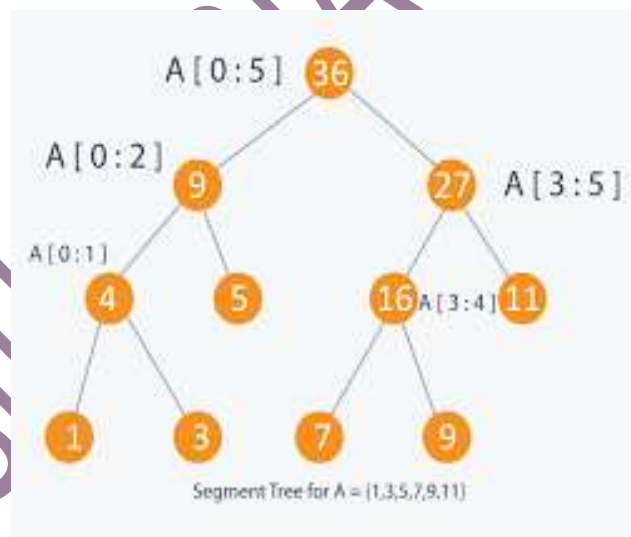 A[0:5] 36
A[0:2] 9 27 A[3:5]
A[0:1]
4 5 16 A[3:4] 11
1 3 7 9
Segment Tree for A = {1,3,5,7,9,11}